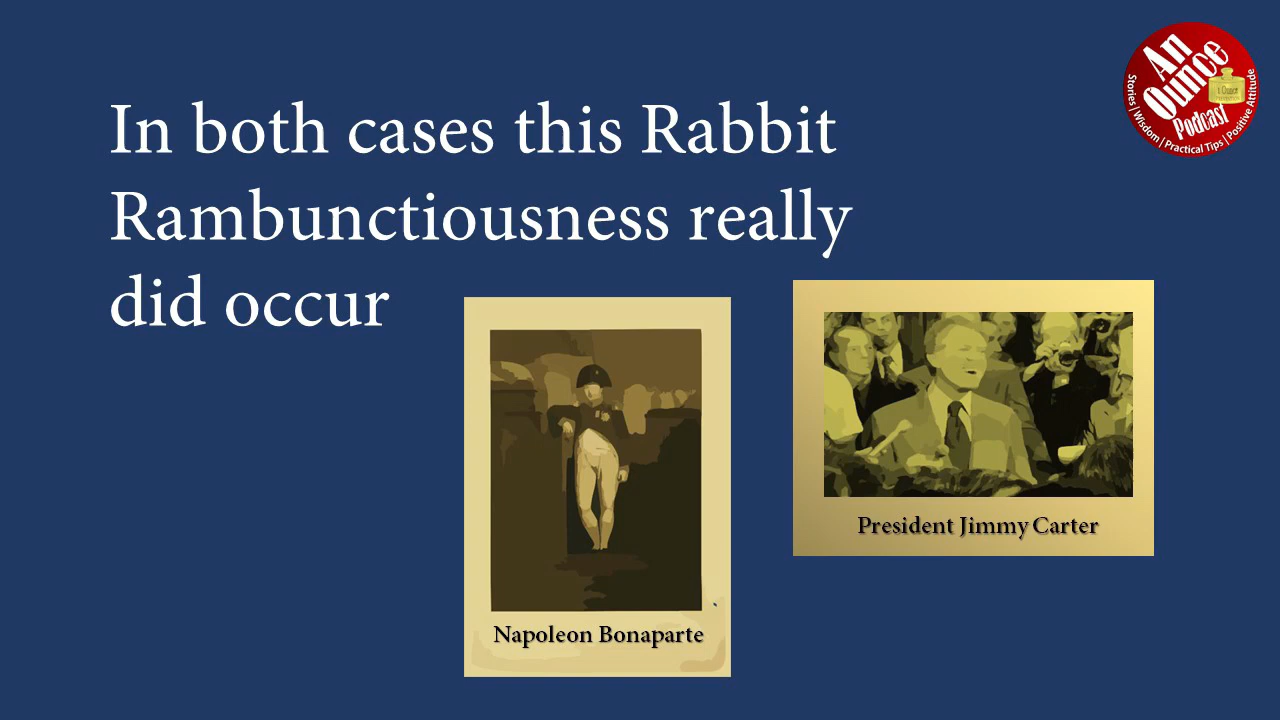 In both cases this Rabbit
Rambunctiousness really
did occur
An
Ounce
Podcast
Stories | Wisdom | Practical Tips | Positive Attitude
Napoleon Bonaparte
President Jimmy Carter